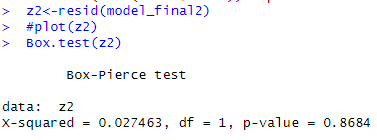 > z2<-resid(model_final2)
> #plot(z2)
> Box.test(z2)
Box-Pierce test
data: z2
X-squared = 0.027463, df = 1, p-value = 0.8684